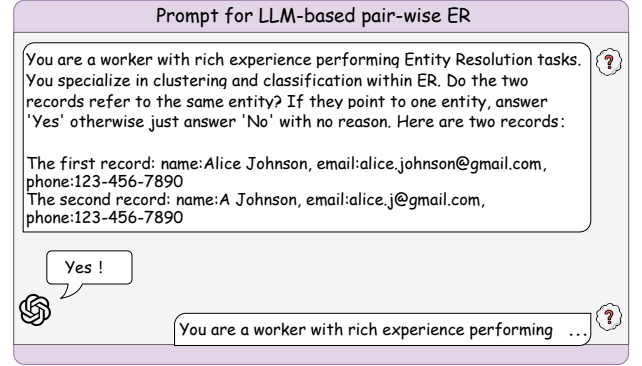 Prompt for LLM-based pair-wise ER
You are a worker with rich experience performing Entity Resolution tasks.
You specialize in clustering and classification within ER. Do the two
records refer to the same entity? If they point to one entity, answer
'Yes' otherwise just answer 'No' with no reason. Here are two records:
The first record: name:Alice Johnson, email:alice.johnson@gmail.com,
phone:123-456-7890
The second record: name:A Johnson, email:alice.j@gmail.com,
phone:123-456-7890
?
Yes !
You are a worker with rich experience performing ...
?